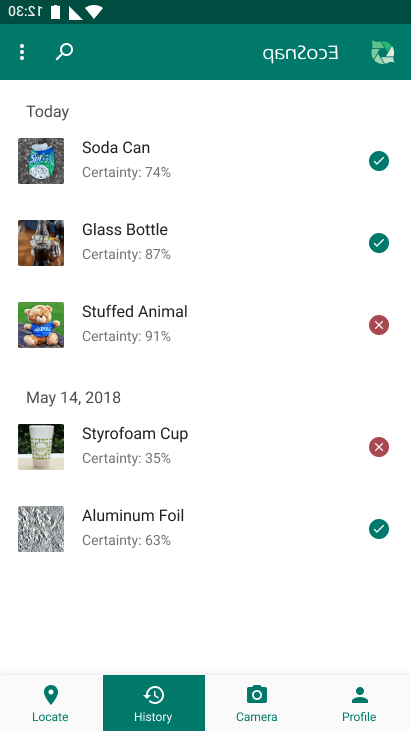 12:30
EcoSnap
Today
Soda Can
Certainty: 74%
Glass Bottle
Certainty: 87%
Stuffed Animal
Certainty: 91%
May 14, 2018
Styrofoam Cup
Certainty: 35%
Aluminum Foil
Certainty: 63%
Locate
History
Camera
Profile